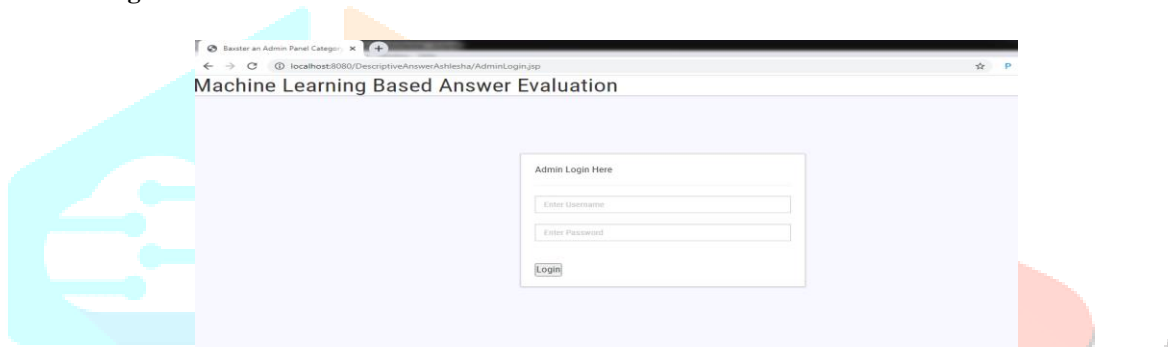 Baxster an Admin Panel Categor
localhost:8080/DescriptiveAnswerAshlesha/AdminLogin.jsp
P
Machine Learning Based Answer Evaluation
Admin Login Here
Enter Username
Enter Password
Login